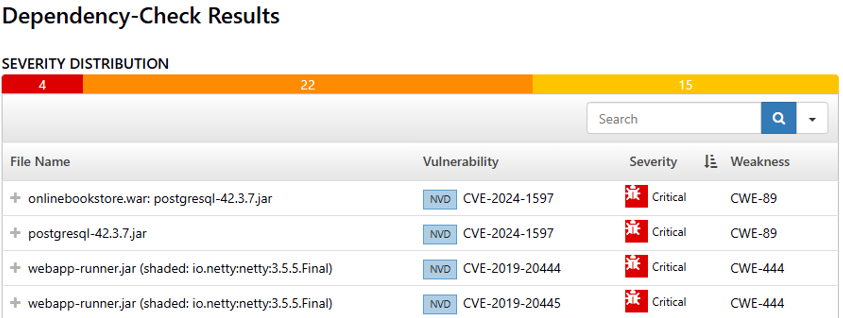 Dependency-Check Results
SEVERITY DISTRIBUTION
4 22 15
Search
File Name Vulnerability Severity Weakness
onlinebookstore.war: postgresql-42.3.7.jar NVD CVE-2024-1597 Critical CWE-89
postgresql-42.3.7.jar NVD CVE-2024-1597 Critical CWE-89
webapp-runner.jar (shaded: io.netty:netty:3.5.5.Final) NVD CVE-2019-20444 Critical CWE-444
webapp-runner.jar (shaded: io.netty:netty:3.5.5.Final) NVD CVE-2019-20445 Critical CWE-444